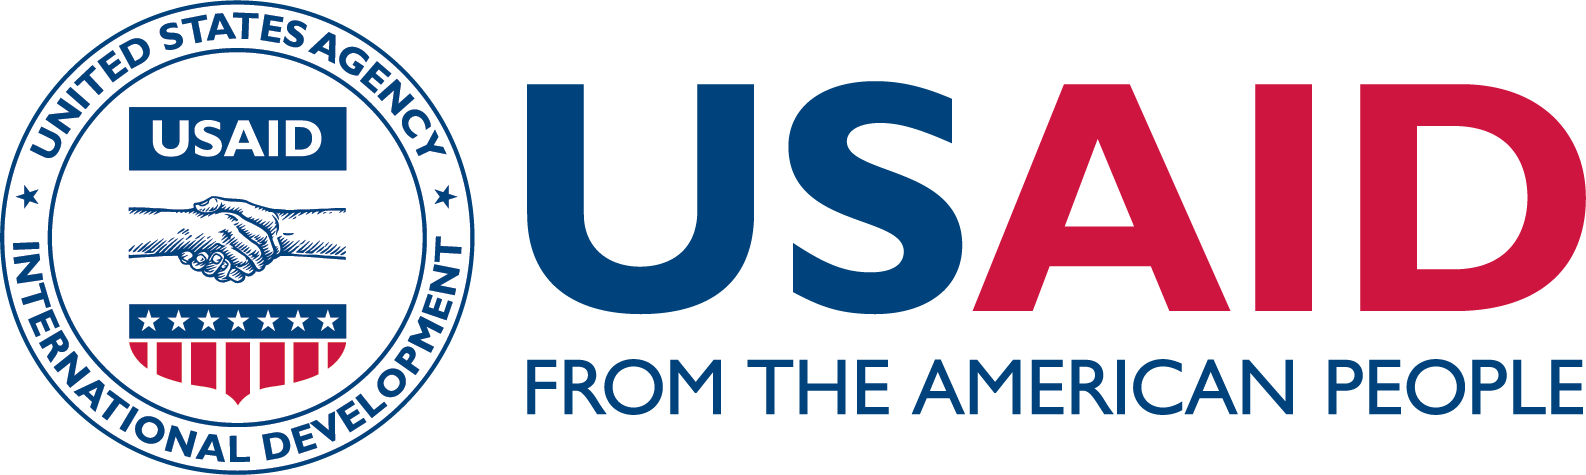 UNITED STATES AGENCY
USAID
INTERNATIONAL DEVELOPMENT
USAID
FROM THE AMERICAN PEOPLE